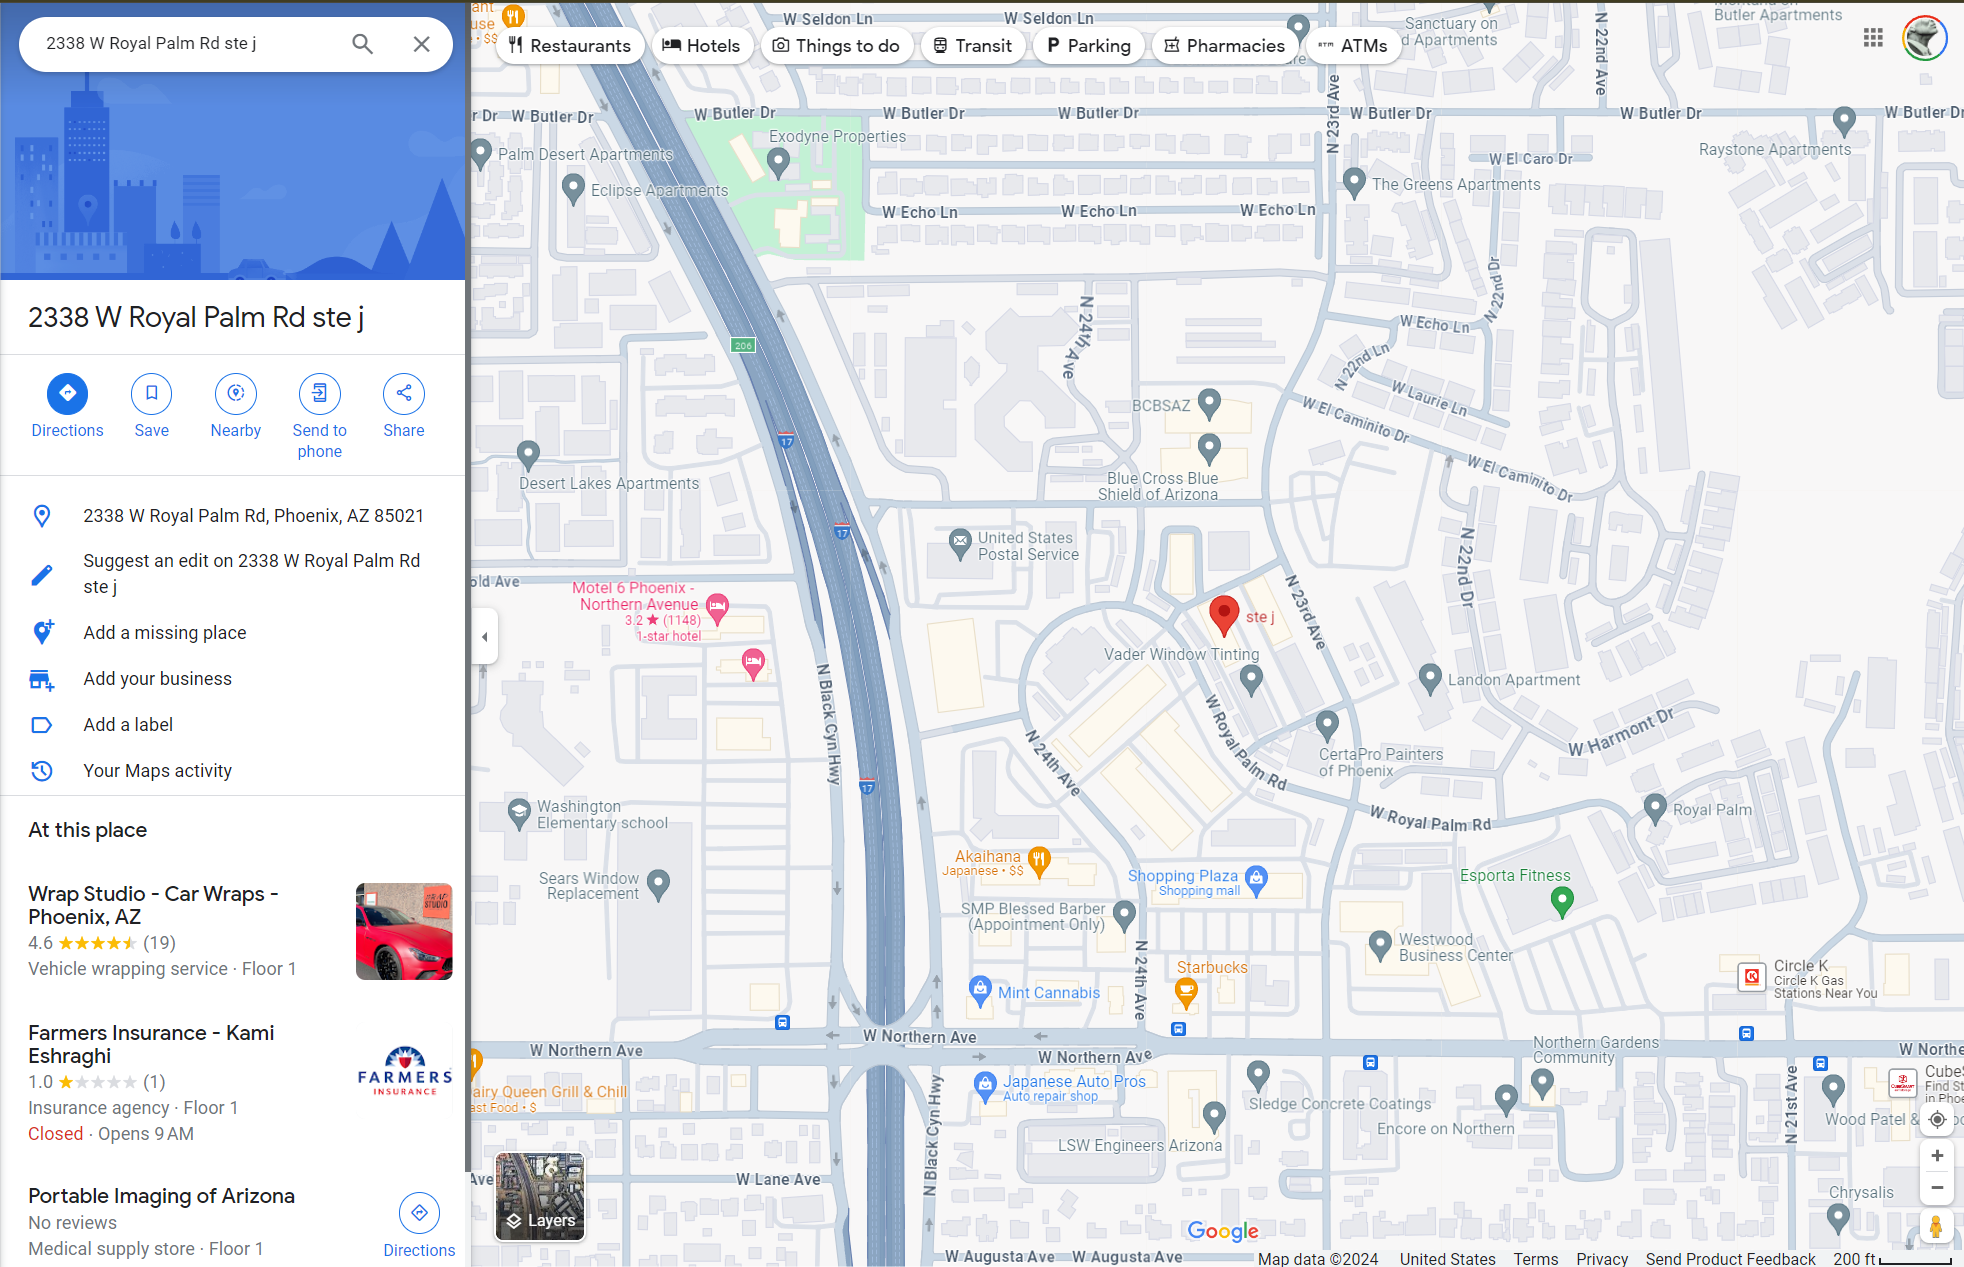 2338 W Royal Palm Rd ste j
2338 W Royal Palm Rd ste j
Directions
Save
Nearby
Send to
phone
Share
2338 W Royal Palm Rd, Phoenix, AZ 85021
Suggest an edit on 2338 W Royal Palm Rd
ste j
Add a missing place
Add your business
Add a label
Your Maps activity
At this place
Wrap Studio - Car Wraps -
Phoenix, AZ
4.6 (19)
Vehicle wrapping service · Floor 1
WRAP
STUDIO
Farmers Insurance - Kami
Eshraghi
1.0 (1)
Insurance agency · Floor 1
Closed · Opens 9 AM
FARMERS
INSURANCE
Portable Imaging of Arizona
No reviews
Medical supply store · Floor 1
Directions
Restaurants
Hotels
Things to do
Transit
Parking
Pharmacies
ATMs
W Seldon Ln
W Seldon Ln
Sanctuary on
Butler Apartments
N 22nd Ave
N 23rd Ave
W Butler Dr
W Butler Dr
W Butler Dr
W Butler Dr
W Butler Dr
W Butler Dr
W Butler Dr
Exodyne Properties
Palm Desert Apartments
Eclipse Apartments
W El Caro Dr
The Greens Apartments
Raystone Apartments
W Echo Ln
W Echo Ln
W Echo Ln
N 22nd Dr
W Echo Ln
N 24th Ave
206
N 22nd Ln
W Laurie Ln
W El Caminito Dr
W El Caminito Dr
BCBSAZ
Blue Cross Blue
Shield of Arizona
17
17
Desert Lakes Apartments
United States
Postal Service
N 22nd Dr
Motel 6 Phoenix -
Northern Avenue
3.2 ★ (1148)
1-star hotel
ste j
N 23rd Ave
Vader Window Tinting
Landon Apartment
N Black Cyn Hwy
W Royal Palm Rd
N 24th Ave
CertaPro Painters
of Phoenix
W Harmont Dr
17
W Royal Palm Rd
Royal Palm
Washington
Elementary school
Akaihana
Japanese • $$
Sears Window
Replacement
Shopping Plaza
Shopping mall
Esporta Fitness
SMP Blessed Barber
(Appointment Only)
Westwood
Business Center
N 24th Ave
Starbucks
Mint Cannabis
Circle K
Circle K Gas
Stations Near You
W Northern Ave
W Northern Ave
W Northern Ave
Northern Gardens
Community
Japanese Auto Pros
Auto repair shop
Sledge Concrete Coatings
Encore on Northern
N 21st Ave
LSW Engineers Arizona
N Black Cyn Hwy
W Lane Ave
Chrysalis
Layers
Google
W Augusta Ave
W Augusta Ave
Map data ©2024
United States
Terms
Privacy
Send Product Feedback
200 ft